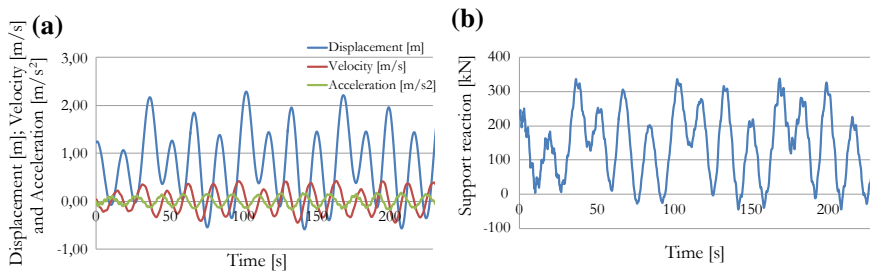 (a)
Displacement [m]; Velocity [m/s]
and Acceleration [m/s²]
3,00
2,00
1,00
0,00
-1,00
0
50
100
150
200
Time [s]
Displacement [m]
Velocity [m/s]
Acceleration [m/s2]
(b)
Support reaction [kN]
400
300
200
100
0
-100
0
50
100
150
200
Time [s]